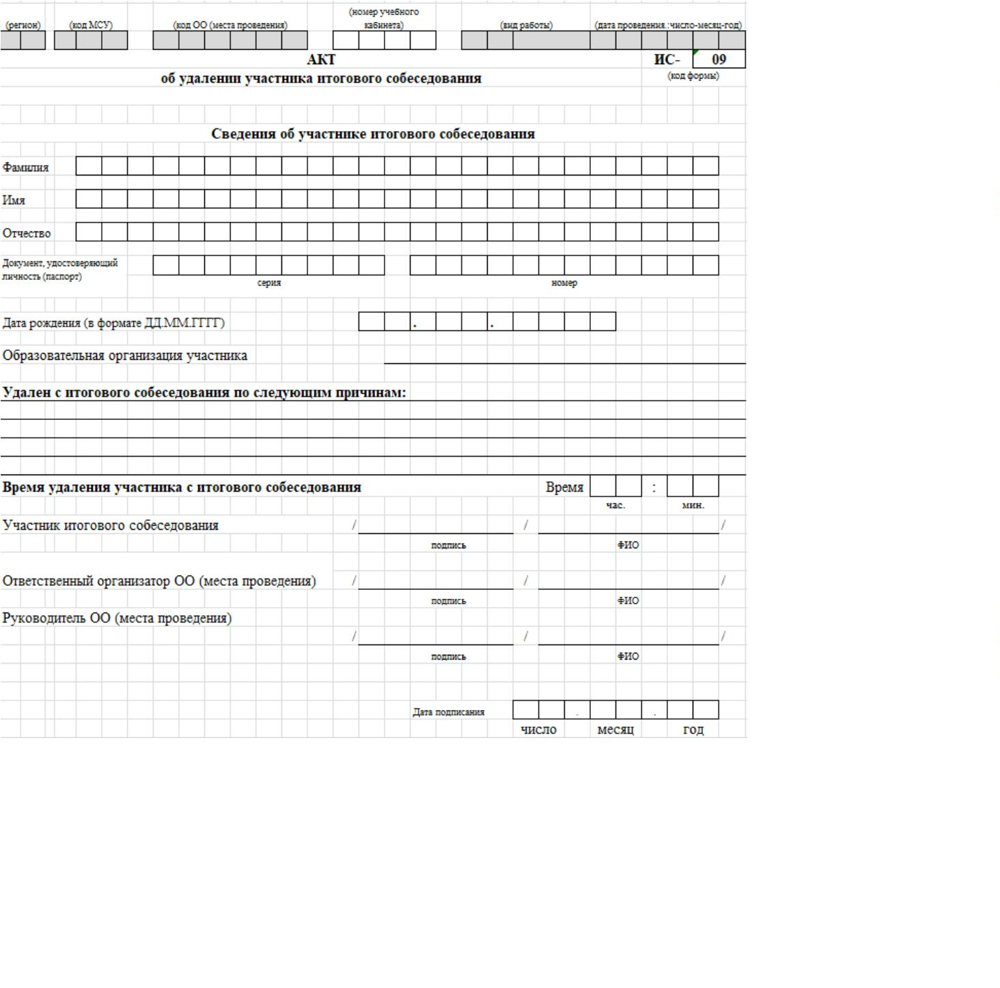 (регион) (код МСУ) (код ОО (места проведения) (номер учебного кабинета) (вид работы) (дата проведения.:число-месяц-год)
АКТ ИС- 09
об удалении участника итогового собеседования (код формы)
Сведения об участнике итогового собеседования
Фамилия
Имя
Отчество
Документ, удостоверяющий
личность (паспорт)
серия номер
Дата рождения (в формате ДД.ММ.ГГГГ) . .
Образовательная организация участника
Удален с итогового собеседования по следующим причинам:
Время удаления участника с итогового собеседования Время :
час. мин.
Участник итогового собеседования / / /
подпись ФИО
Ответственный организатор ОО (места проведения) / / /
подпись ФИО
Руководитель ОО (места проведения)
/ / /
подпись ФИО
Дата подписания . .
число месяц год